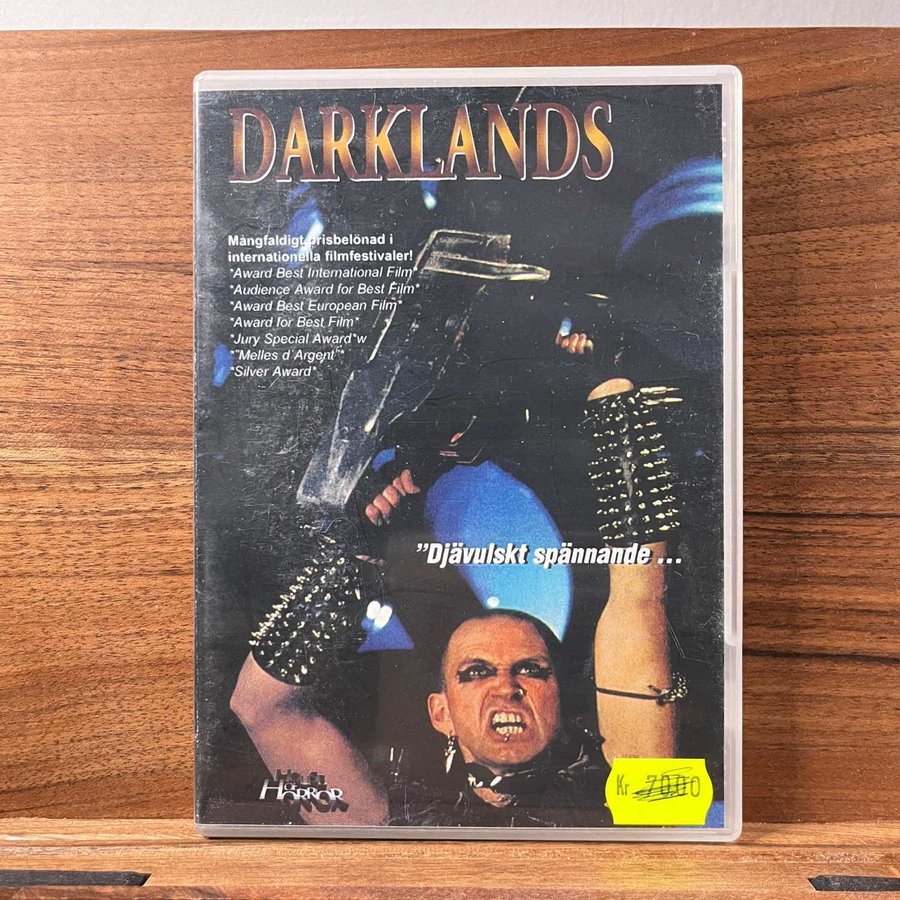 DARKLANDS
Mångfaldigt prisbelönad i
internationella filmfestivaler!
*Award Best International Film*
*Audience Award for Best Film*
*Award Best European Film*
*Award for Best Film*
*Jury Special Award*w
*"Melles d´Argent"*
*Silver Award*
"Djävulskt spännande ...
HORROR
Kr 70.00